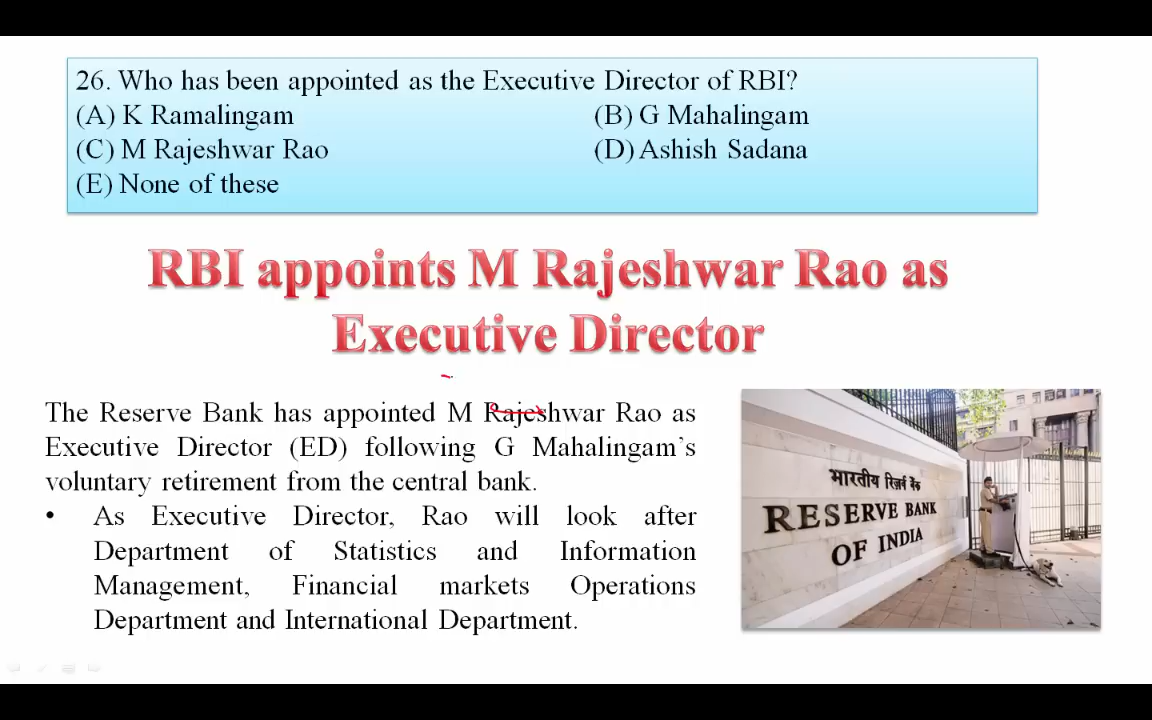 26. Who has been appointed as the Executive Director of RBI?
(A) K Ramalingam (B) G Mahalingam
(C) M Rajeshwar Rao (D) Ashish Sadana
(E) None of these
RBI appoints M Rajeshwar Rao as
Executive Director
The Reserve Bank has appointed M Rajeshwar Rao as
Executive Director (ED) following G Mahalingam’s
voluntary retirement from the central bank.
• As Executive Director, Rao will look after
Department of Statistics and Information
Management, Financial markets Operations
Department and International Department.
भारतीय रिज़र्व बैंक
RESERVE BANK
OF INDIA